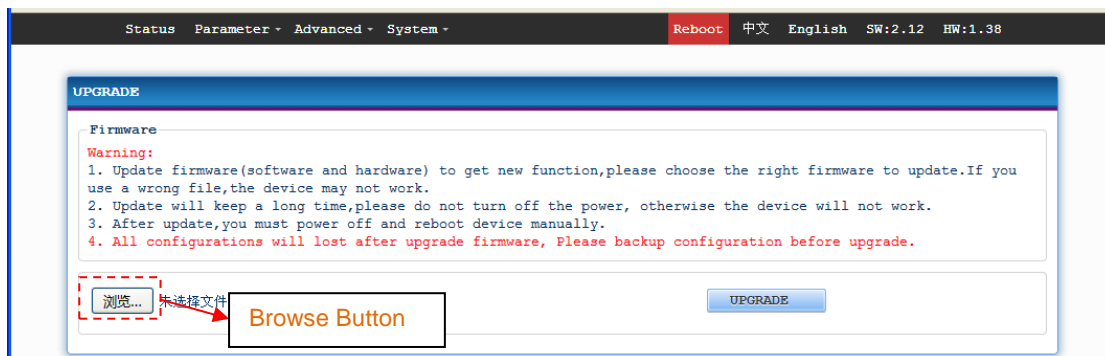 Status Parameter Advanced System Reboot 中文 English SW:2.12 HW:1.38
UPGRADE
Firmware
Warning:
1. Update firmware(software and hardware) to get new function,please choose the right firmware to update.If you
use a wrong file,the device may not work.
2. Update will keep a long time,please do not turn off the power, otherwise the device will not work.
3. After update,you must power off and reboot device manually.
4. All configurations will lost after upgrade firmware, Please backup configuration before upgrade.
浏览... 未选择文件 UPGRADE
Browse Button